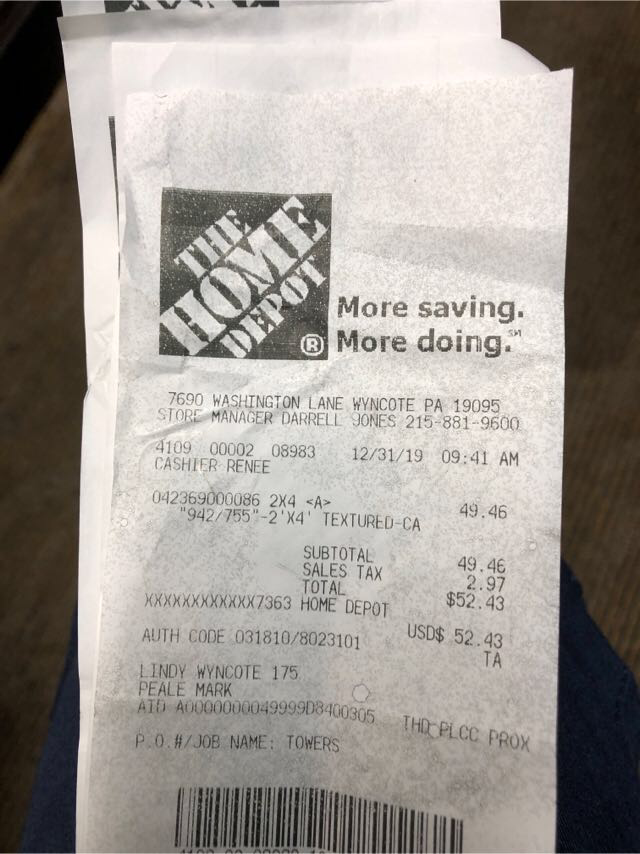 THE
HOME
DEPOT
®
More saving.
More doing.℠
7690 WASHINGTON LANE WYNCOTE PA 19095
STORE MANAGER DARRELL JONES 215-881-9600
4109 00002 08983 12/31/19 09:41 AM
CASHIER RENEE
042369000086 2X4 <A> 49.46
"942/755"-2'X4' TEXTURED-CA
SUBTOTAL 49.46
SALES TAX 2.97
TOTAL $52.43
XXXXXXXXXXXX7363 HOME DEPOT
USD$ 52.43
AUTH CODE 031810/8023101 TA
LINDY WYNCOTE 175
PEALE MARK
AID A0000000049999D8400305 THD PLCC PROX
P.O.#/JOB NAME: TOWERS